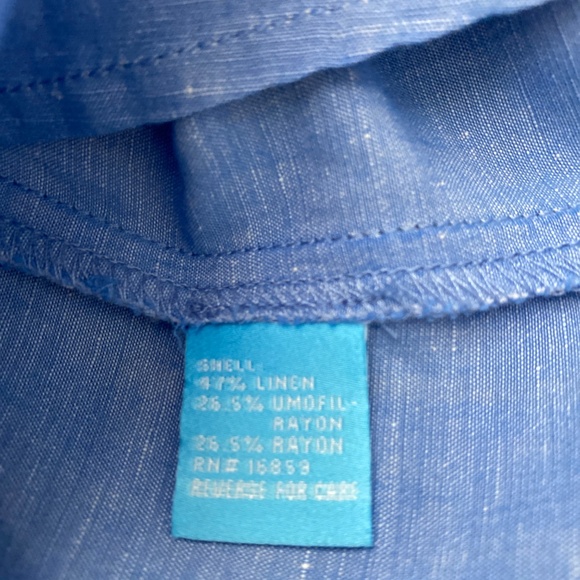 SHELL
47% LINEN
26.5% UMOFIL-
RAYON
26.5% RAYON
RN# 16859
REVERSE FOR CARE